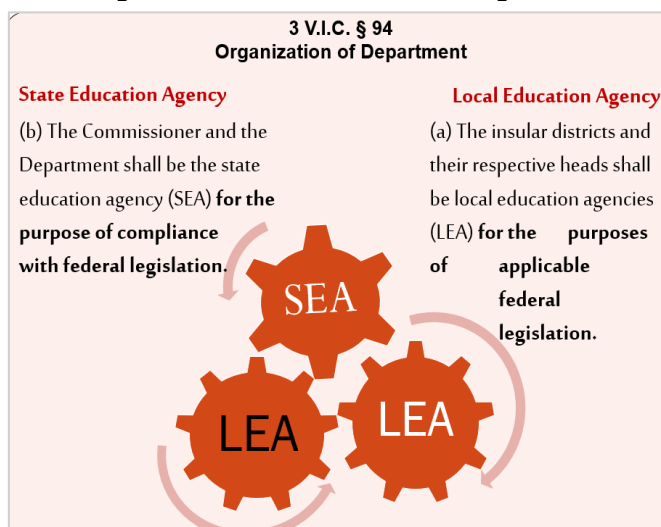 3 V.I.C. § 94
Organization of Department
State Education Agency
(b) The Commissioner and the
Department shall be the state
education agency (SEA) for the
purpose of compliance
with federal legislation.
Local Education Agency
(a) The insular districts and
their respective heads shall
be local education agencies
(LEA) for the purposes
of applicable
federal
legislation.
SEA
LEA
LEA